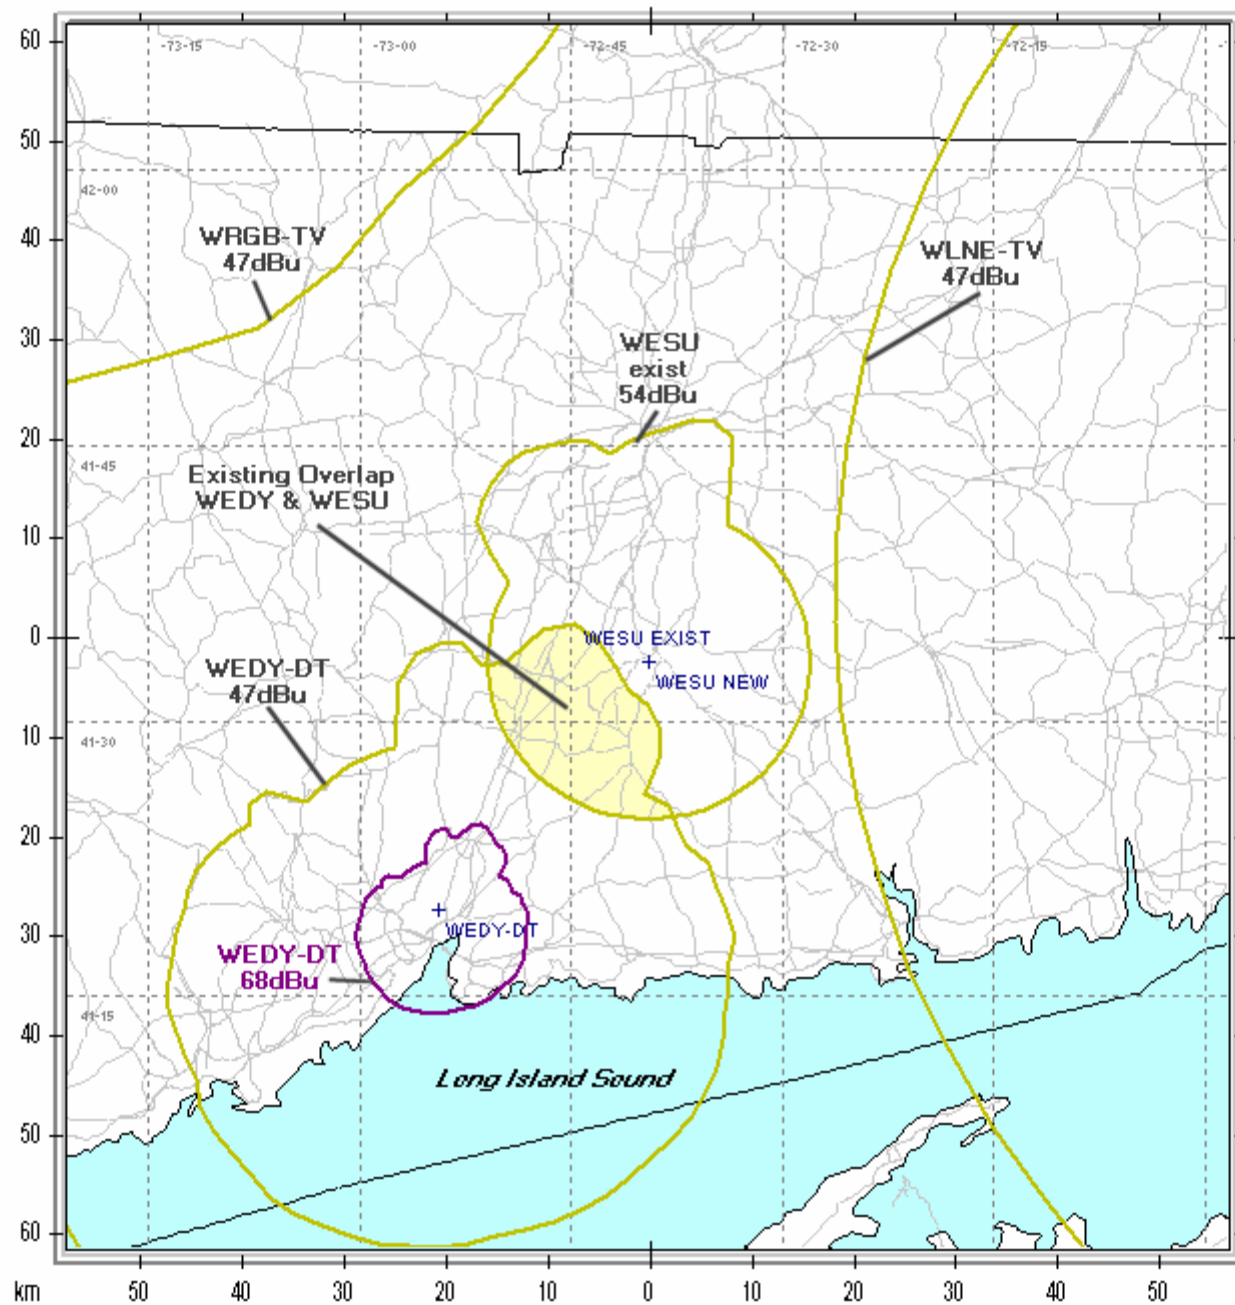 60
-73-15
-73-00
-72-45
-72-30
-72-15
50
42-00
40
WRGB-TV
47dBu
WLNE-TV
47dBu
30
WESU
exist
54dBu
20
41-45
Existing Overlap
WEDY & WESU
10
0
WESU EXIST
WESU NEW
WEDY-DT
47dBu
10
41-30
20
WEDY-DT
30
WEDY-DT
68dBu
41-15
40
Long Island Sound
50
60
km
50
40
30
20
10
0
10
20
30
40
50